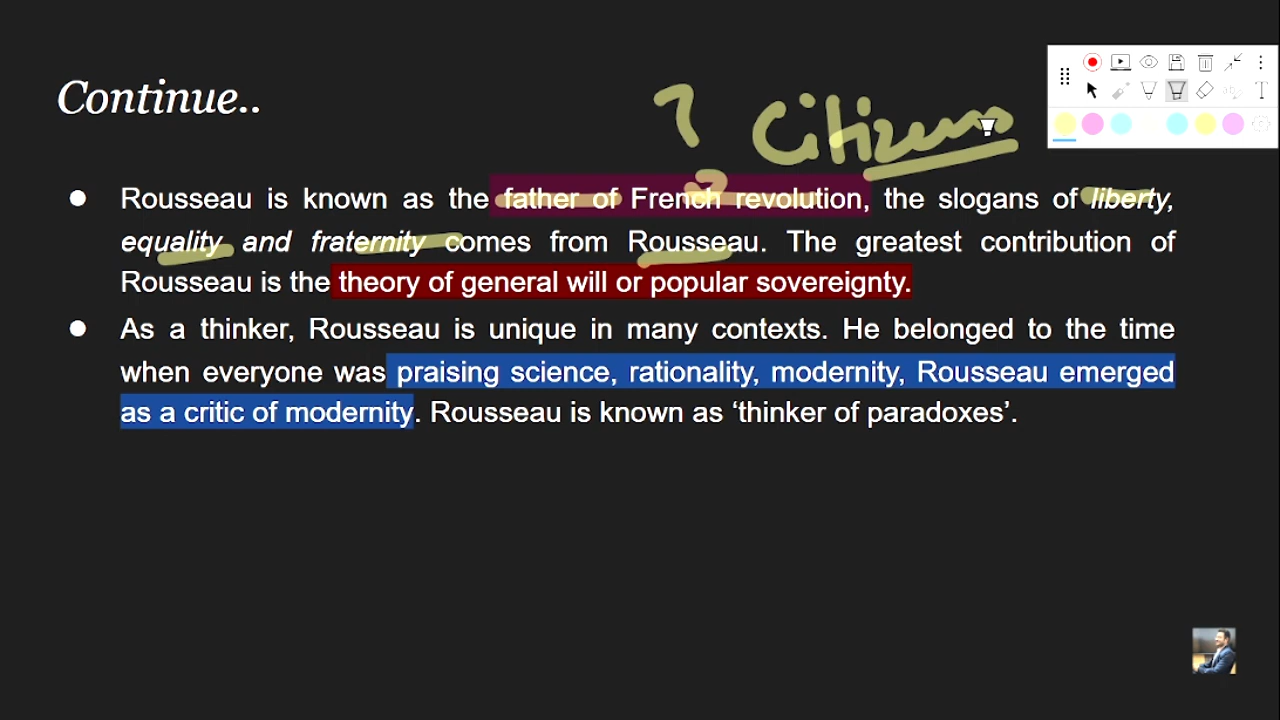 Continue..
? Citizens
● Rousseau is known as the father of French revolution, the slogans of liberty,
equality and fraternity comes from Rousseau. The greatest contribution of
Rousseau is the theory of general will or popular sovereignty.
● As a thinker, Rousseau is unique in many contexts. He belonged to the time
when everyone was praising science, rationality, modernity, Rousseau emerged
as a critic of modernity. Rousseau is known as ‘thinker of paradoxes’.